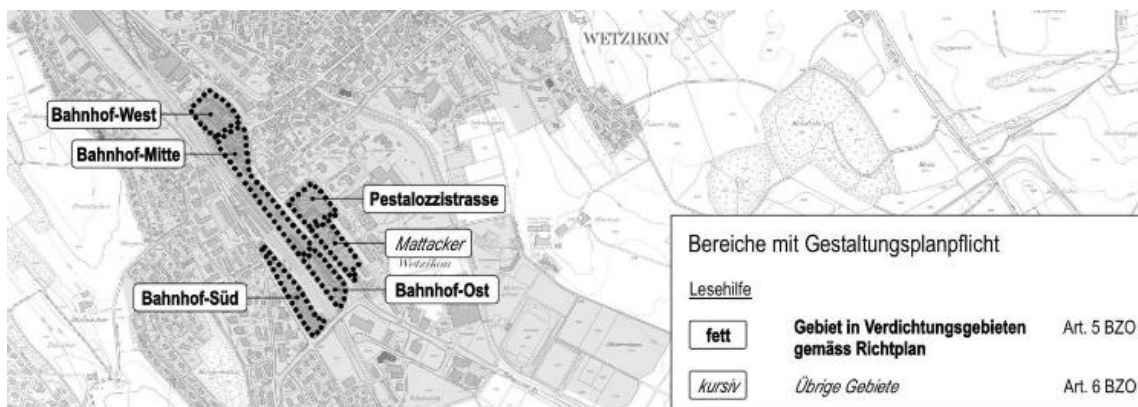 WETZIKON
Bahnhof-West
Bahnhof-Mitte
Pestalozzistrasse
Mattacker
Wetzikon
Bahnhof-Ost
Bahnhof-Süd
Bereiche mit Gestaltungsplanpflicht
Lesehilfe
fett Gebiet in Verdichtungsgebieten Art. 5 BZO
gemäss Richtplan
kursiv Übrige Gebiete Art. 6 BZO